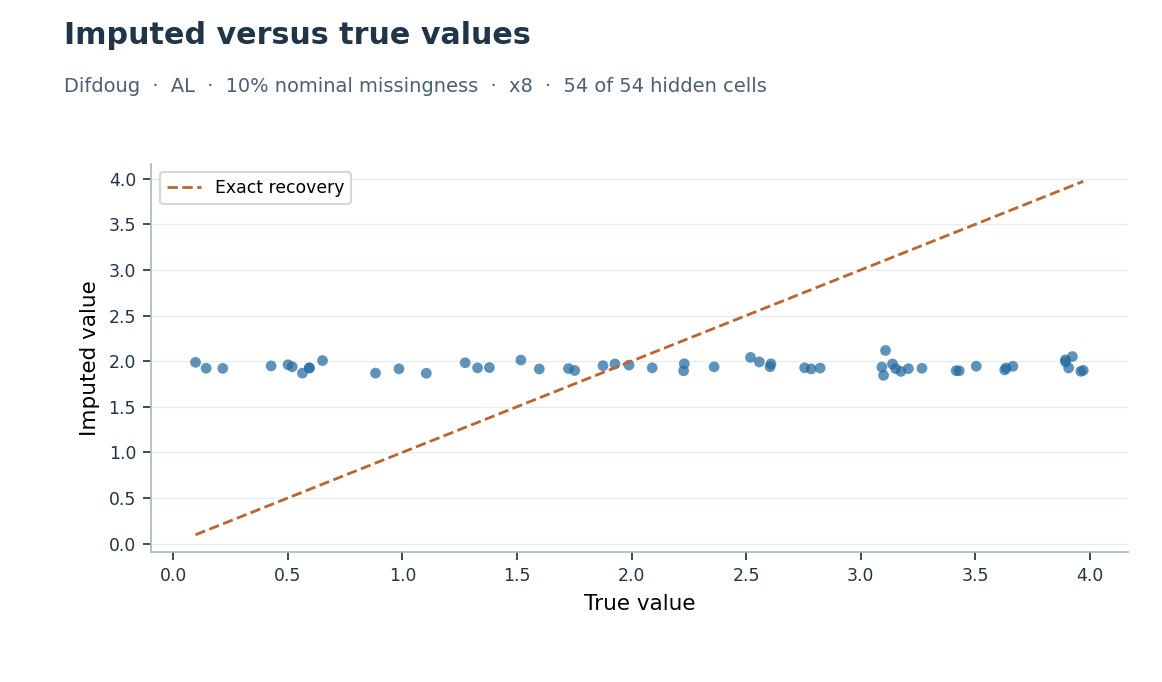 Imputed versus true values
Difdoug · AL · 10% nominal missingness · x8 · 54 of 54 hidden cells
Exact recovery
Imputed value
4.0
3.5
3.0
2.5
2.0
1.5
1.0
0.5
0.0
0.0 0.5 1.0 1.5 2.0 2.5 3.0 3.5 4.0
True value